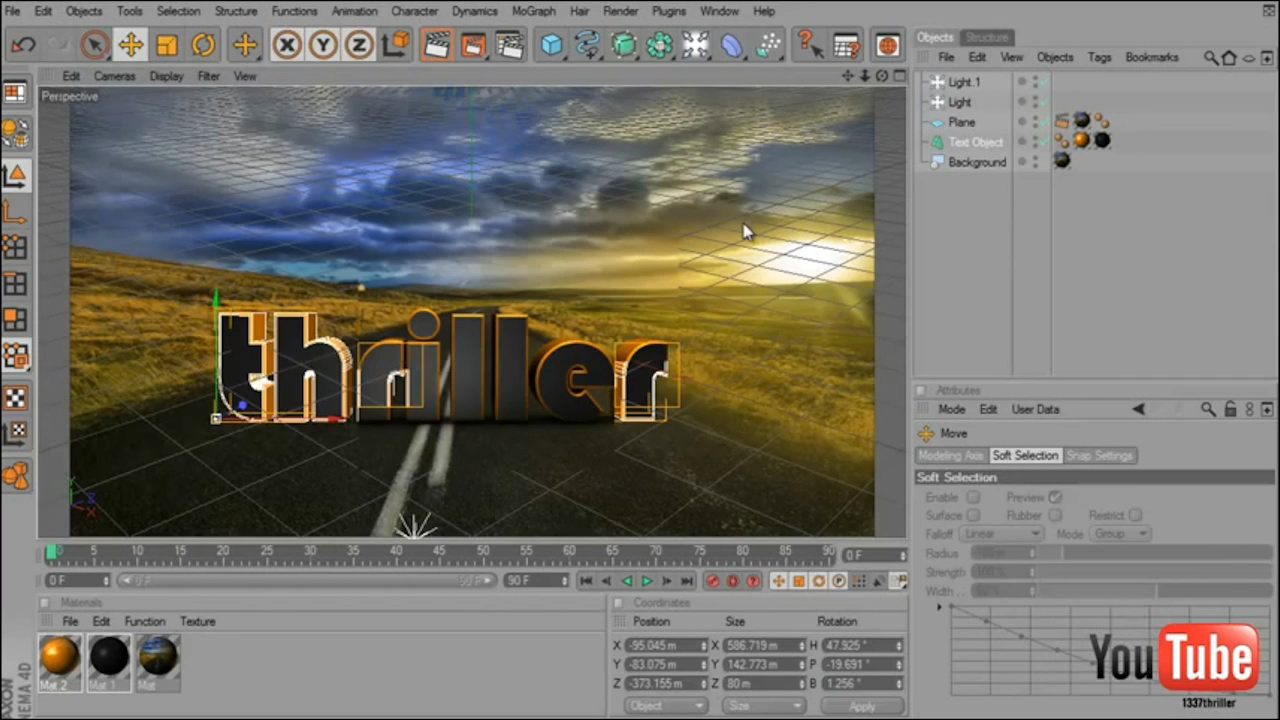 File Edit Objects Tools Selection Structure Functions Animation Character Dynamics MoGraph Hair Render Plugins Window Help
X Y Z
Objects Structure
File Edit View Objects Tags Bookmarks
Edit Cameras Display Filter View
Perspective
Light.1
Light
Plane
Text Object
Background
thriller
Attributes
Mode Edit User Data
Move
Modeling Axis Soft Selection Snap Settings
Soft Selection
Enable Preview
Surface Rubber Restrict
Falloff Linear Mode Group
Radius
Strength
Width . .
0 5 10 15 20 25 30 35 40 45 50 55 60 65 70 75 80 85 90 0 F
0 F 0 F 90 F 90 F
Materials
File Edit Function Texture
Mat 2 Mat 1 Mat
Coordinates
Position Size Rotation
X -95.045 m X 586.719 m H 47.925 °
Y -83.075 m Y 142.773 m P -19.691 °
Z -373.155 m Z 80 m B 1.256 °
Object Size Apply
YouTube
1337thriller